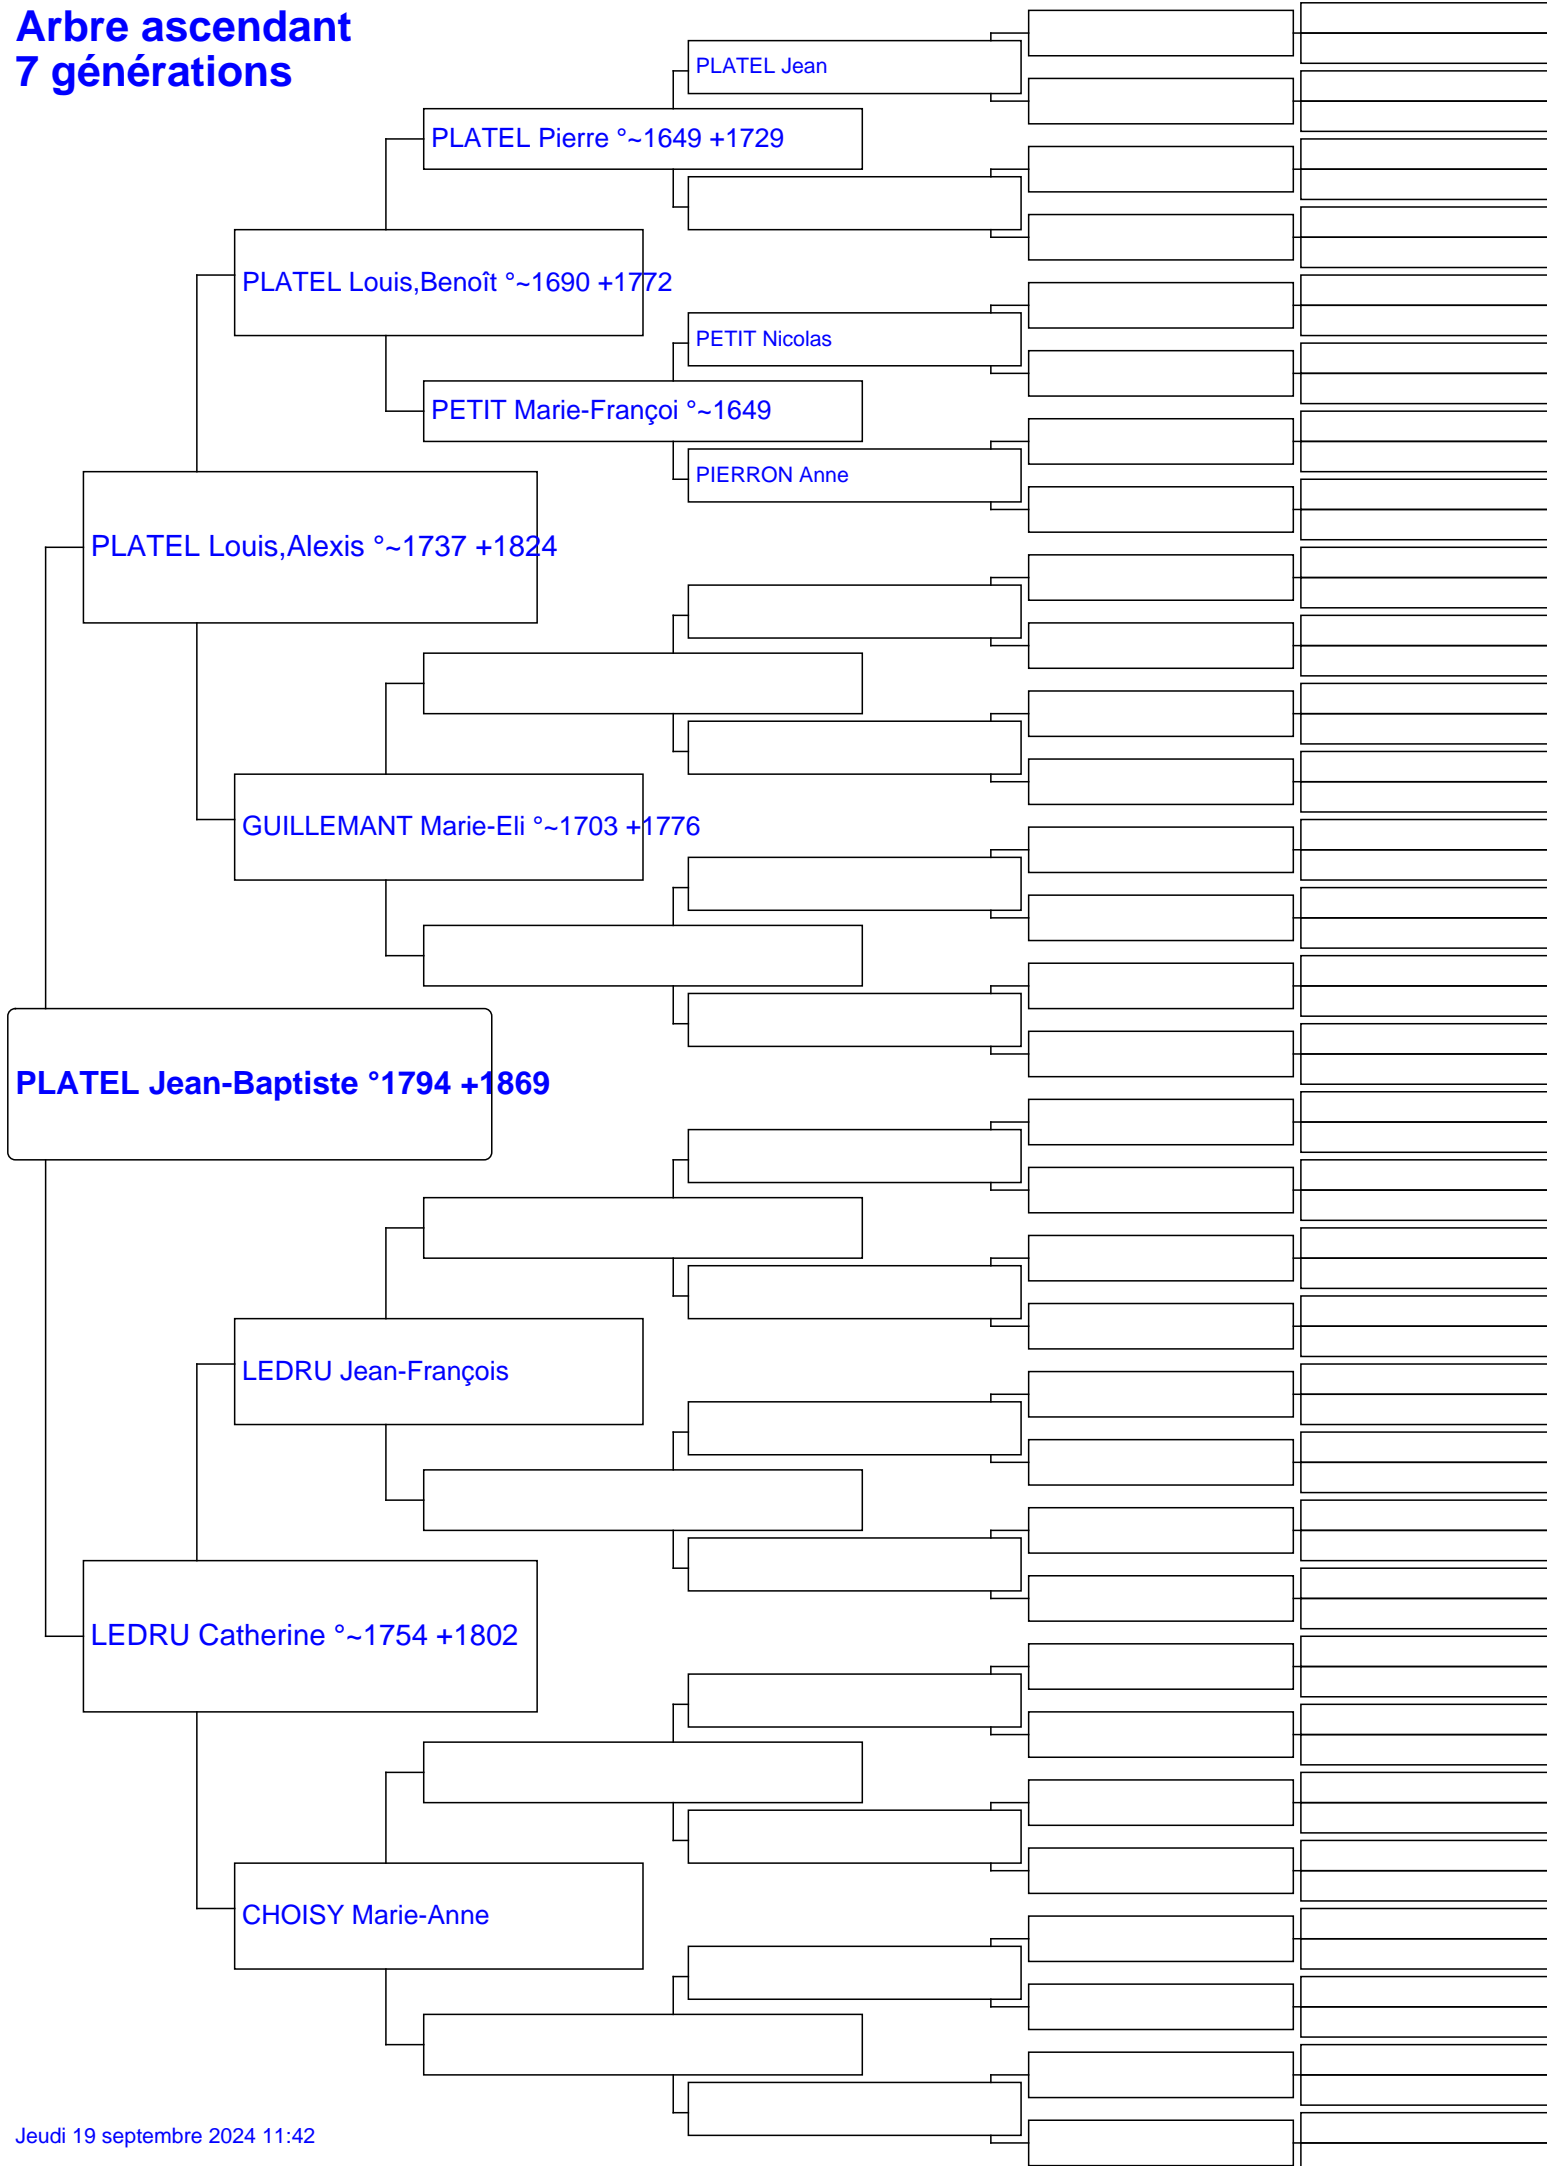 Arbre ascendant
7 générations
PLATEL Jean
PLATEL Pierre °~1649 +1729
PLATEL Louis,Benoît °~1690 +1772
PETIT Nicolas
PETIT Marie-Françoi °~1649
PIERRON Anne
PLATEL Louis,Alexis °~1737 +1824
GUILLEMANT Marie-Eli °~1703 +1776
PLATEL Jean-Baptiste °1794 +1869
LEDRU Jean-François
LEDRU Catherine °~1754 +1802
CHOISY Marie-Anne
Jeudi 19 septembre 2024 11:42